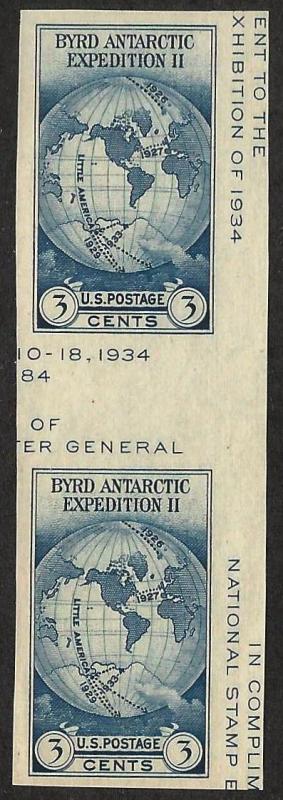 BYRD ANTARCTIC
EXPEDITION II
1926
1927
LITTLE AMERICA
1933
1929
3 U.S. POSTAGE 3
CENTS
ENT TO THE
XHIBITION OF 1934
10-18, 1934
84
OF
TER GENERAL
BYRD ANTARCTIC
EXPEDITION II
1926
1927
LITTLE AMERICA
1933
1929
3 U.S. POSTAGE 3
CENTS
IN COMPLIM
NATIONAL STAMP E